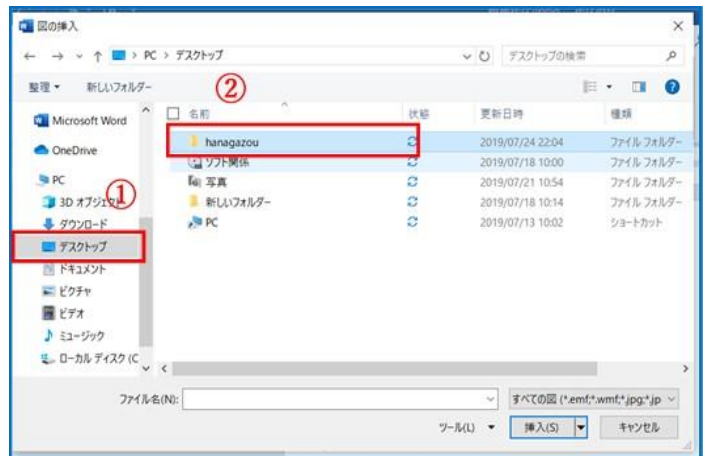 図の挿入
PC > デスクトップ
デスクトップの検索
整理 新しいフォルダー
②
名前 状態 更新日時 種類
Microsoft Word
OneDrive
PC
①
3D オブジェクト
ダウンロード
デスクトップ
ドキュメント
ピクチャ
ビデオ
ミュージック
ローカル ディスク (C
hanagazou 2019/07/24 22:04 ファイル フォルダー
ソフト関係 2019/07/18 10:00 ファイル フォルダー
写真 2019/07/21 10:54 ファイル フォルダー
新しいフォルダー 2019/07/18 10:14 ファイル フォルダー
PC 2019/07/13 10:02 ショートカット
ファイル名(N):
すべての図 (*.emf;*.wmf;*.jpg;*.jp
ツール(L) 挿入(S) キャンセル